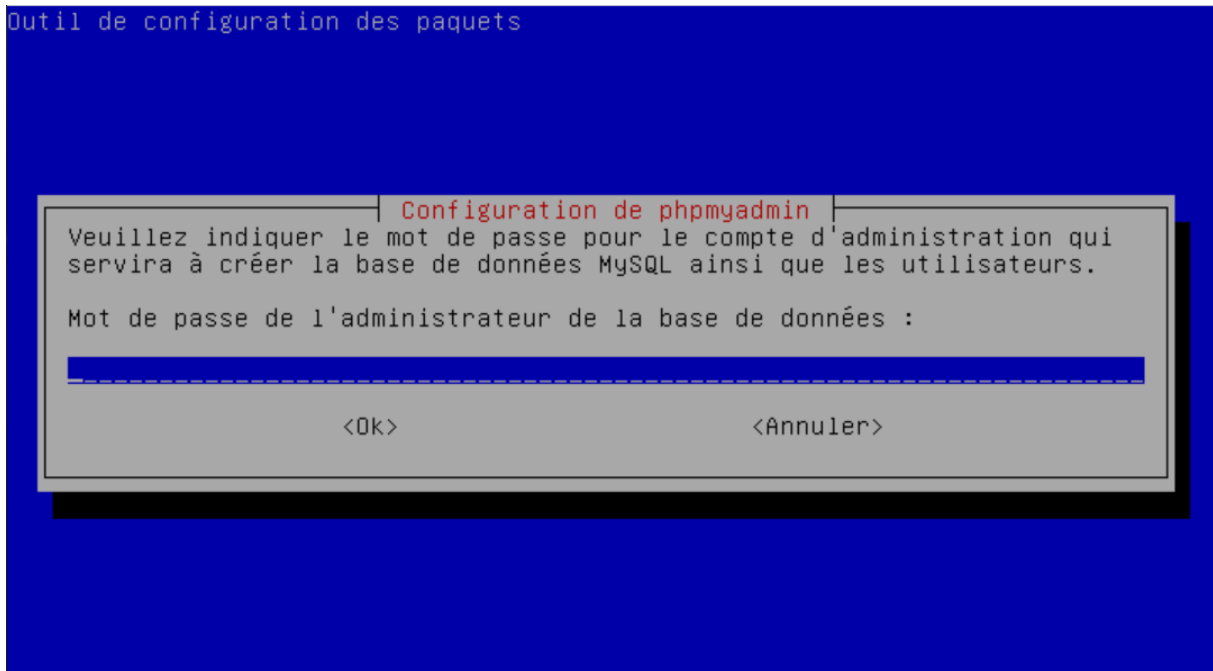 Outil de configuration des paquets
Configuration de phpmyadmin
Veuillez indiquer le mot de passe pour le compte d'administration qui
servira à créer la base de données MySQL ainsi que les utilisateurs.
Mot de passe de l'administrateur de la base de données :
<Ok> <Annuler>